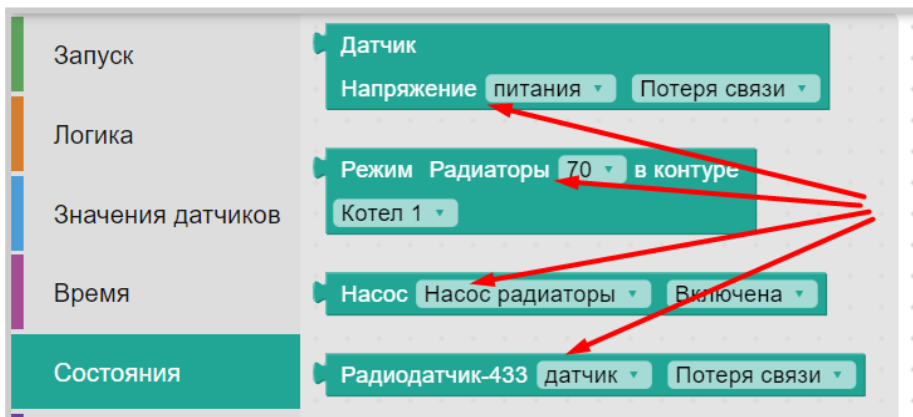 Запуск
Логика
Значения датчиков
Время
Состояния
Датчик
Напряжение питания Потеря связи
Режим Радиаторы 70 в контуре
Котел 1
Насос Насос радиаторы Включена
Радиодатчик-433 датчик Потеря связи